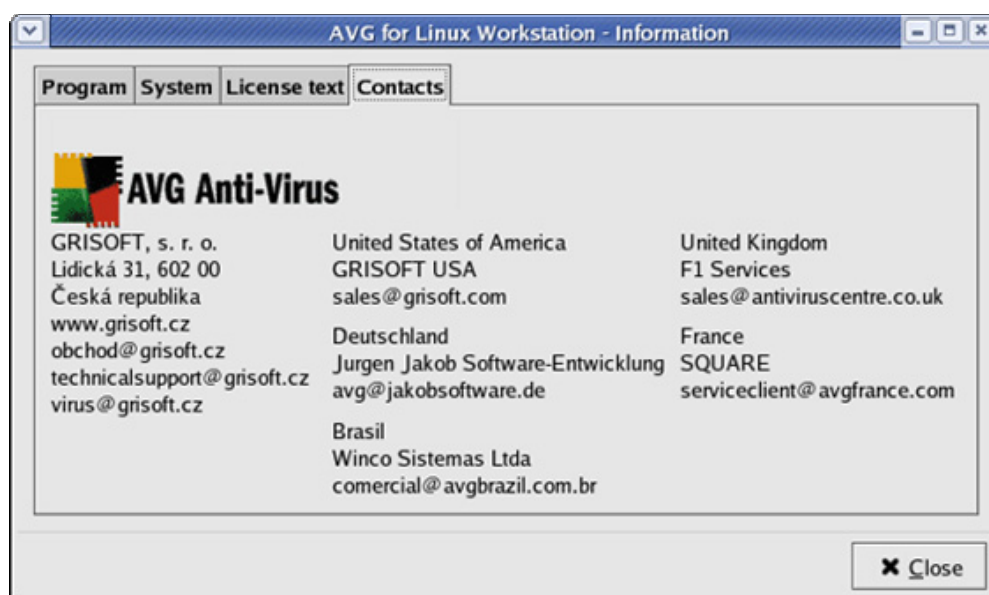 AVG for Linux Workstation - Information
Program System License text Contacts
AVG Anti-Virus
GRISOFT, s. r. o.
Lidická 31, 602 00
Česká republika
www.grisoft.cz
obchod@grisoft.cz
technicalsupport@grisoft.cz
virus@grisoft.cz
United States of America
GRISOFT USA
sales@grisoft.com
Deutschland
Jurgen Jakob Software-Entwicklung
avg@jakobsoftware.de
Brasil
Winco Sistemas Ltda
comercial@avgbrazil.com.br
United Kingdom
F1 Services
sales@antiviruscentre.co.uk
France
SQUARE
serviceclient@avgfrance.com
Close